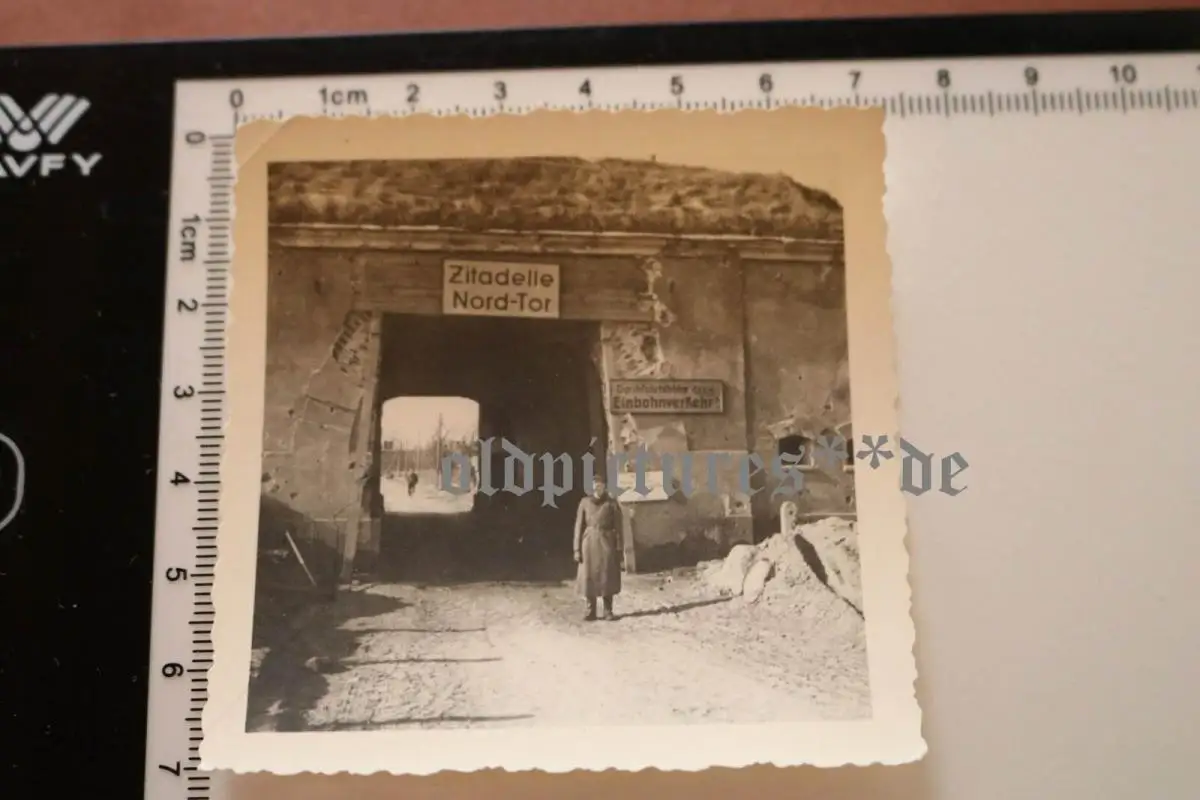 0 1cm 2 3 4 5 6 7 8 9 10
AVFY
0
1cm
2
3
4
5
6
7
Zitadelle
Nord-Tor
Einbahnverkehr!
oldpictures**de